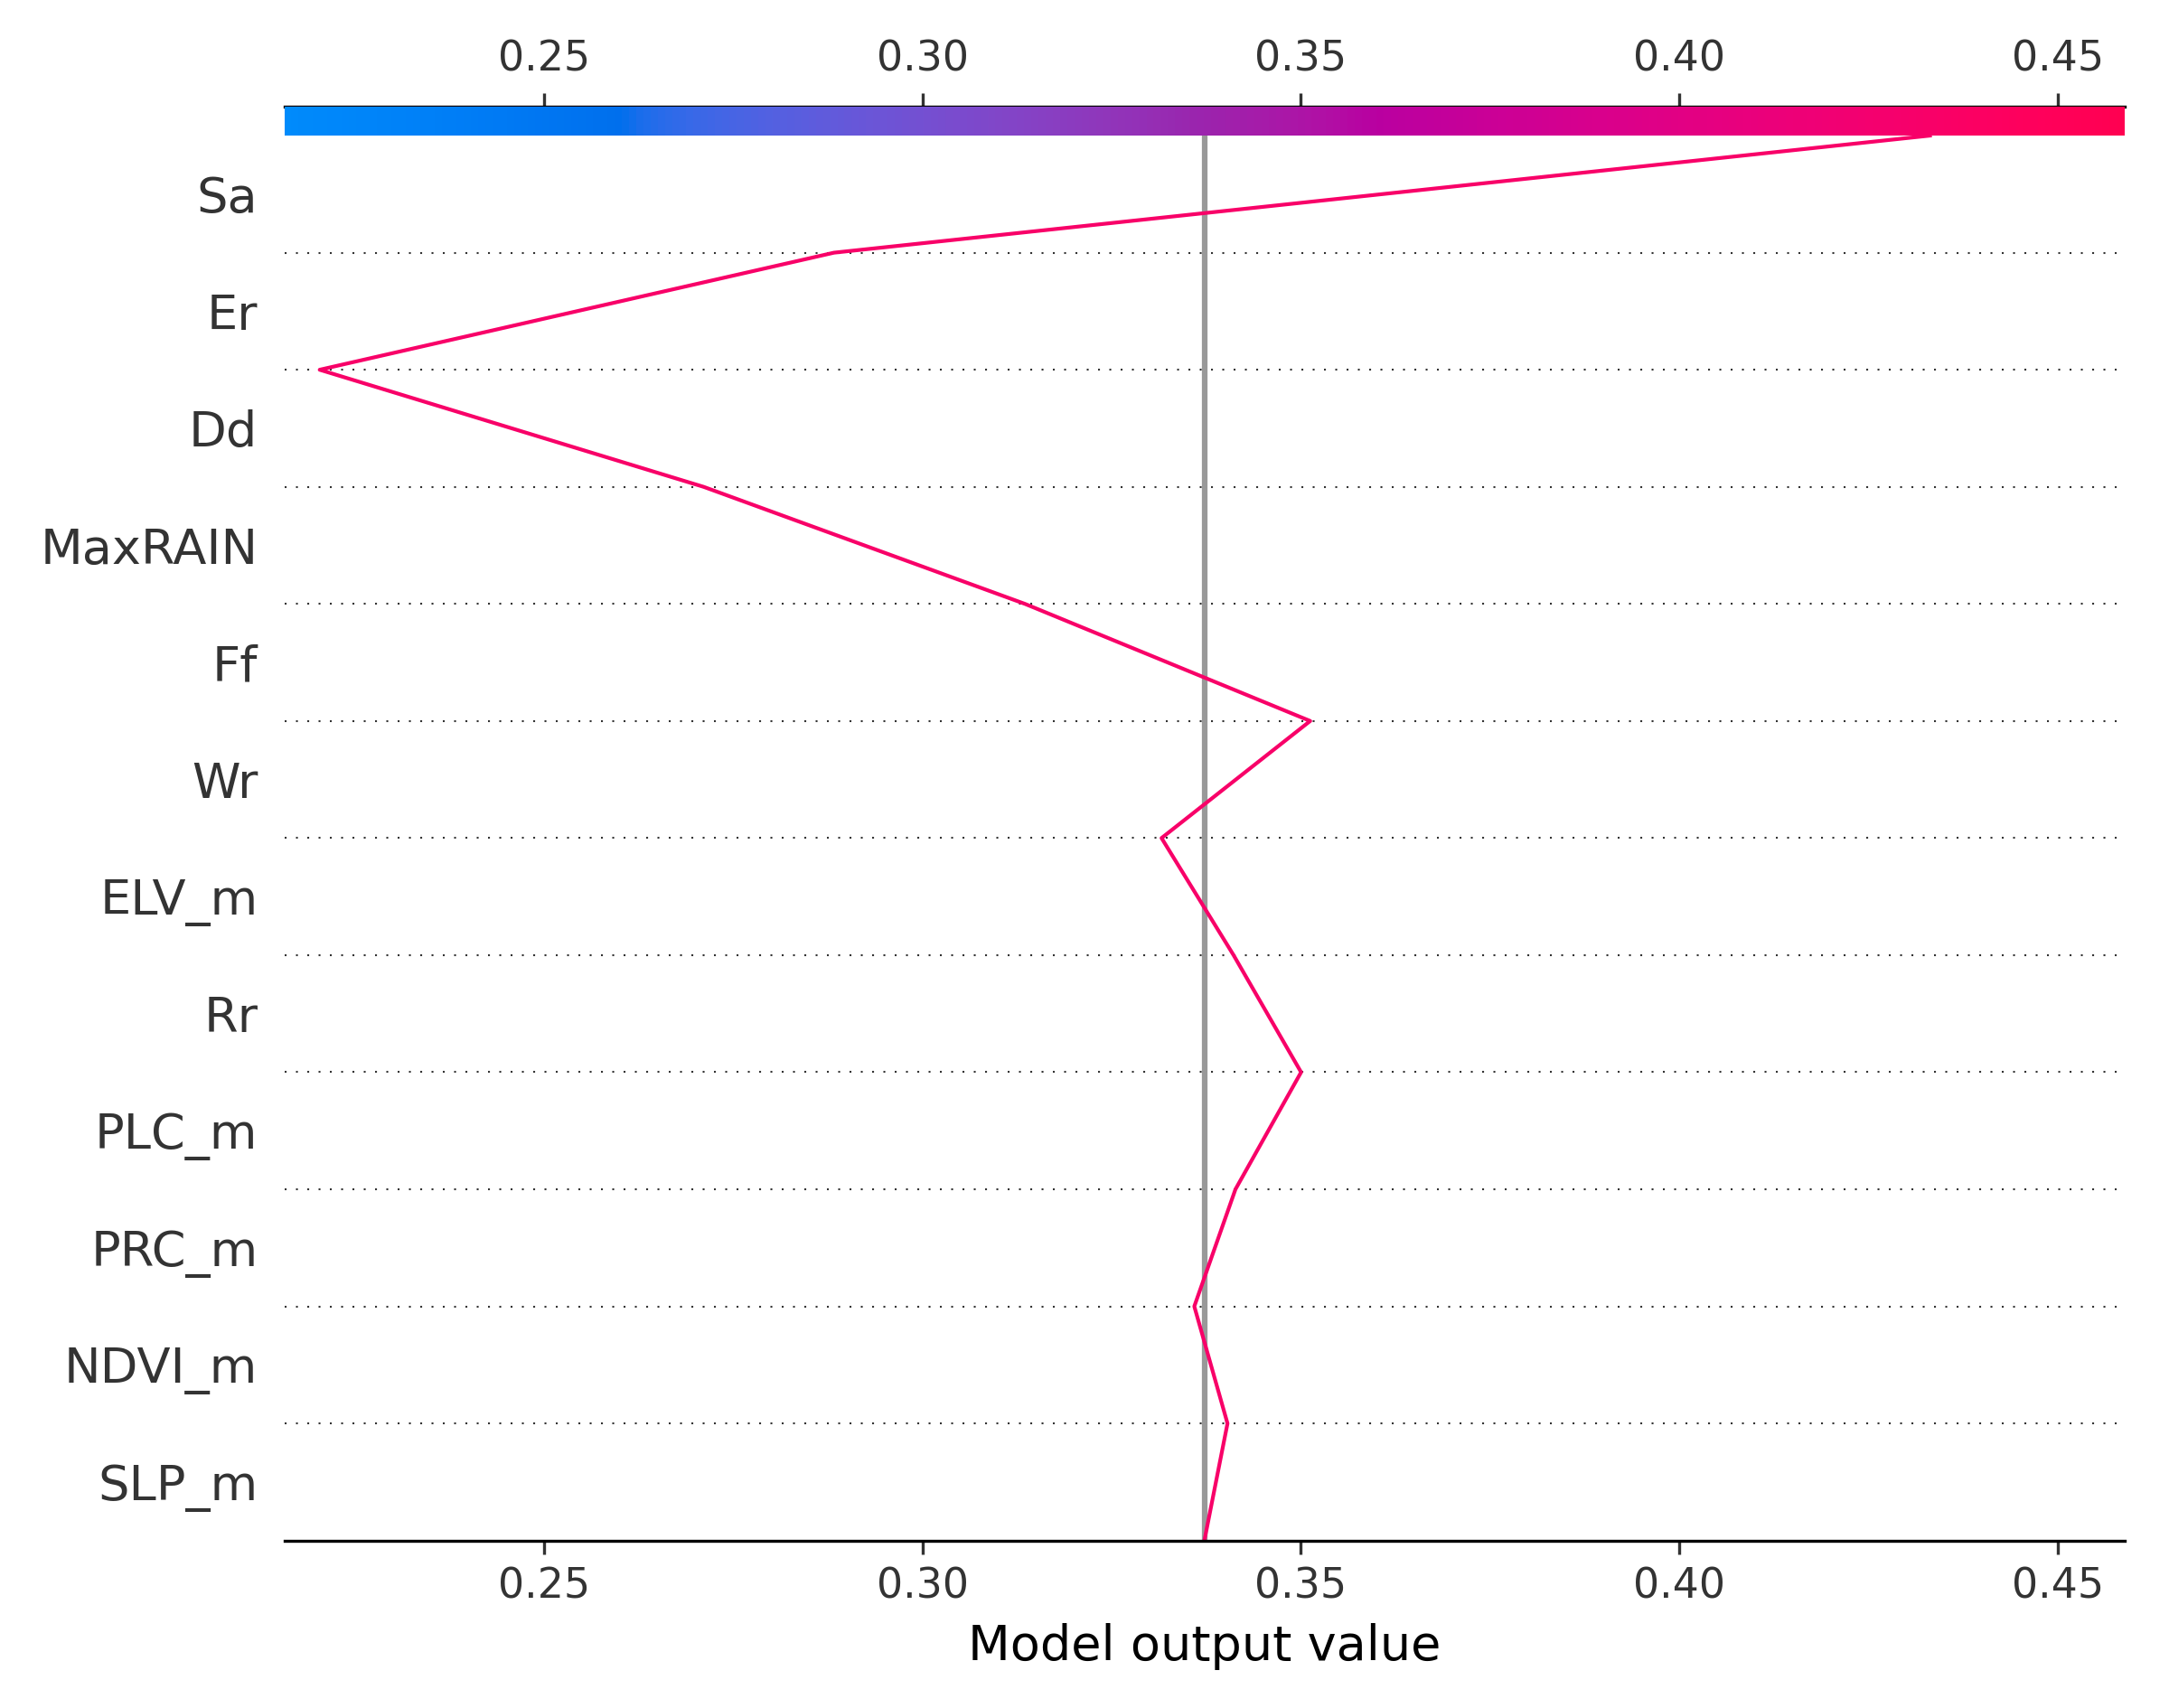 0.25 0.30 0.35 0.40 0.45
Sa
Er
Dd
MaxRAIN
Ff
Wr
ELV_m
Rr
PLC_m
PRC_m
NDVI_m
SLP_m
0.25 0.30 0.35 0.40 0.45
Model output value